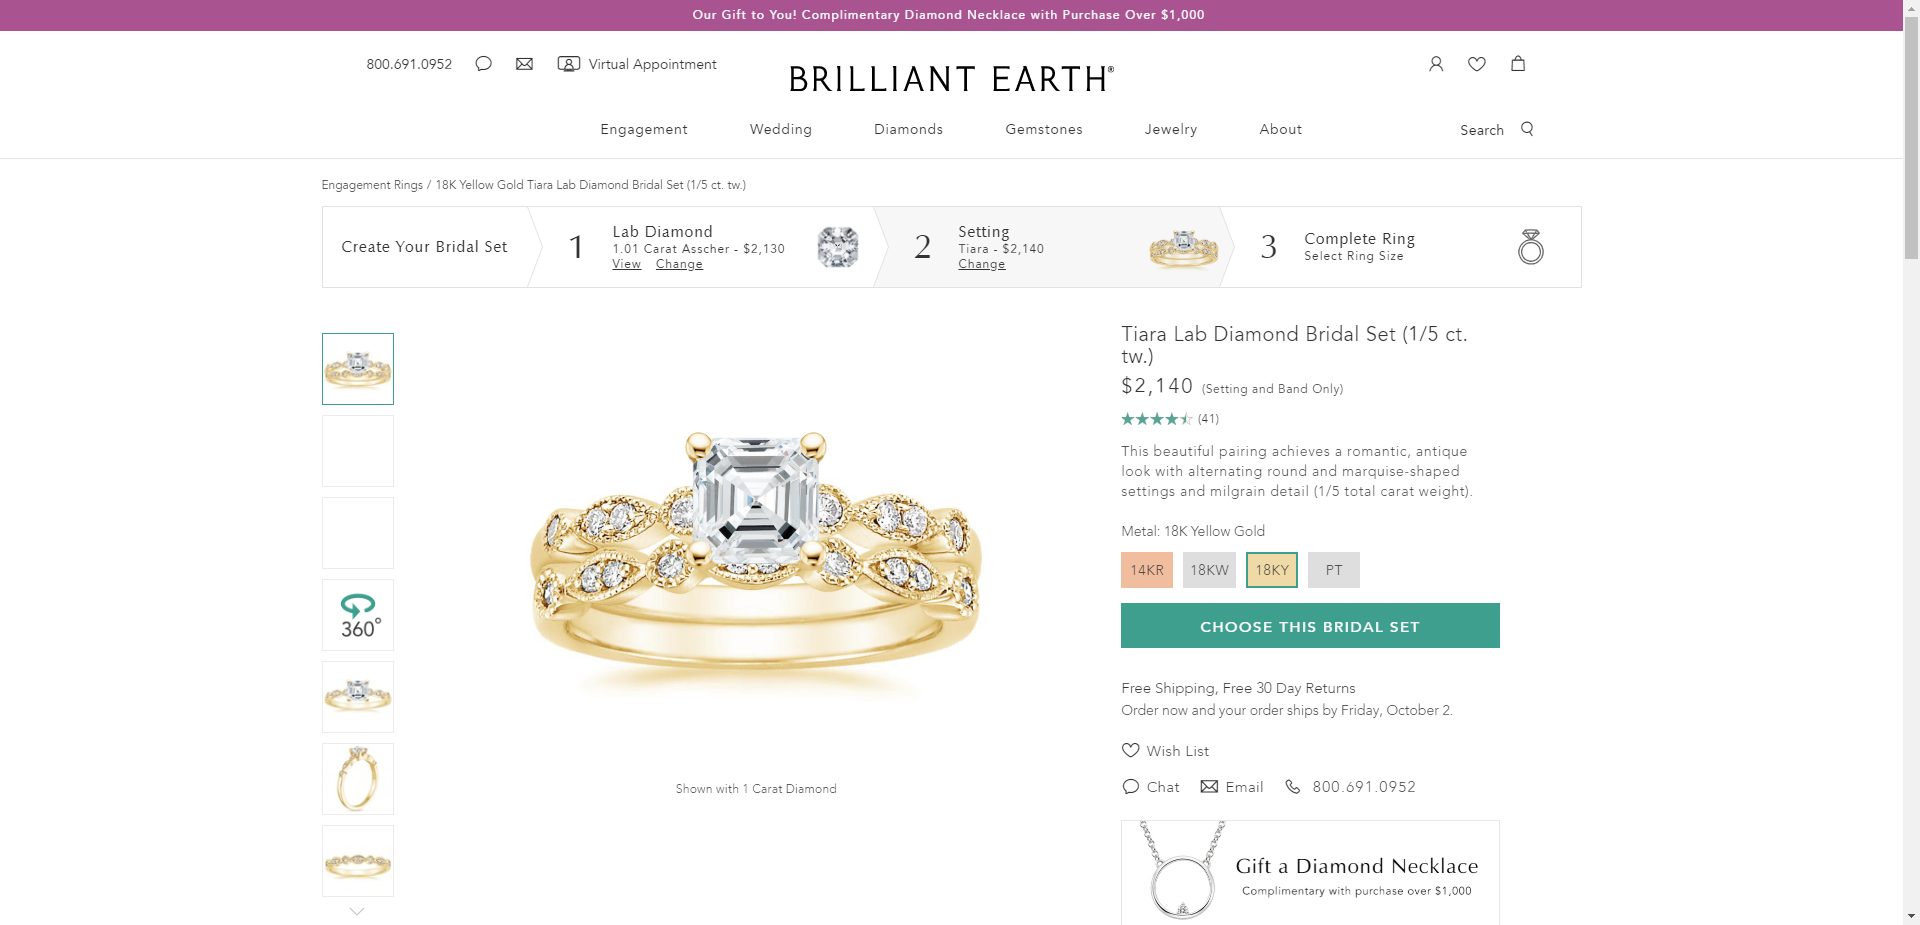 Our Gift to You! Complimentary Diamond Necklace with Purchase Over $1,000
800.691.0952
Virtual Appointment
BRILLIANT EARTH®
Engagement
Wedding
Diamonds
Gemstones
Jewelry
About
Search
Engagement Rings / 18K Yellow Gold Tiara Lab Diamond Bridal Set (1/5 ct. tw.)
Create Your Bridal Set
1
Lab Diamond
1.01 Carat Asscher - $2,130
View Change
2
Setting
Tiara - $2,140
Change
3
Complete Ring
Select Ring Size
360°
Shown with 1 Carat Diamond
Tiara Lab Diamond Bridal Set (1/5 ct.
tw.)
$2,140 (Setting and Band Only)
(41)
This beautiful pairing achieves a romantic, antique
look with alternating round and marquise-shaped
settings and milgrain detail (1/5 total carat weight).
Metal: 18K Yellow Gold
14KR 18KW 18KY PT
CHOOSE THIS BRIDAL SET
Free Shipping, Free 30 Day Returns
Order now and your order ships by Friday, October 2.
Wish List
Chat Email 800.691.0952
Gift a Diamond Necklace
Complimentary with purchase over $1,000